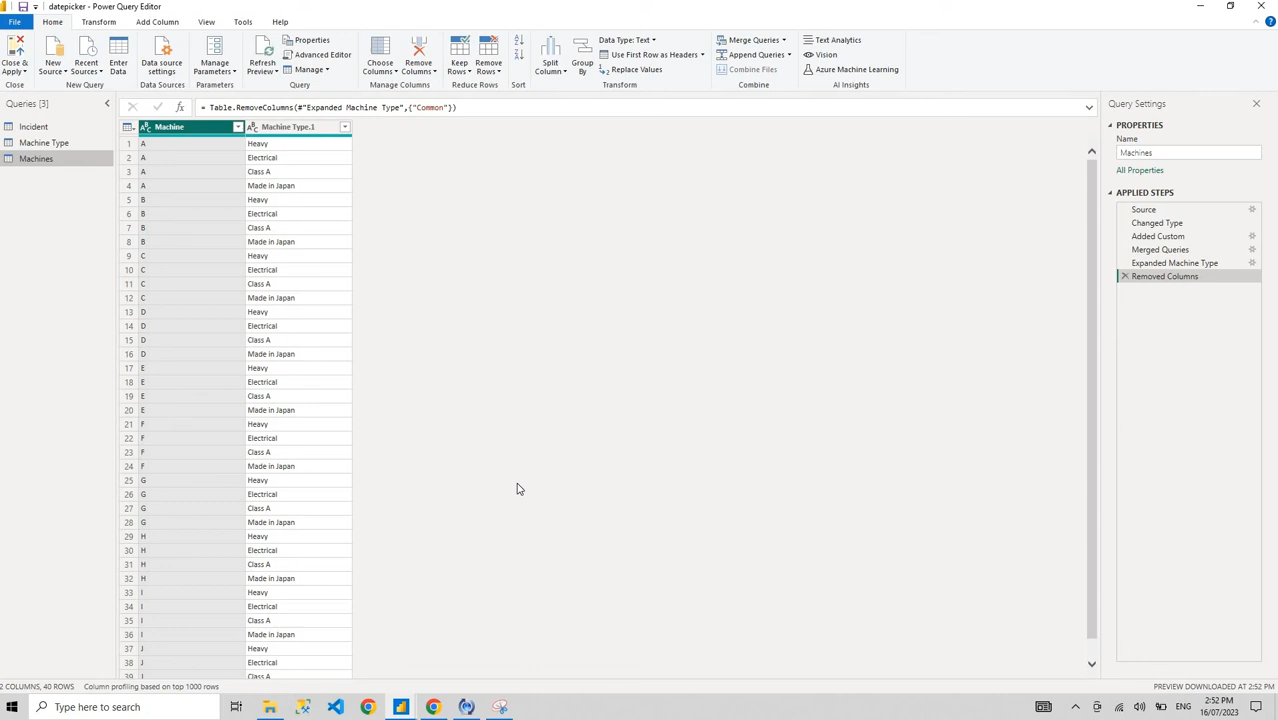 datepicker - Power Query Editor
File Home Transform Add Column View Tools Help
Close & Apply
New Source
Recent Sources
Enter Data
Data source settings
Manage Parameters
Refresh Preview
Properties
Advanced Editor
Manage
Choose Columns
Remove Columns
Keep Rows
Remove Rows
Split Column
Group By
Data Type: Text
Use First Row as Headers
Replace Values
Merge Queries
Append Queries
Combine Files
Text Analytics
Vision
Azure Machine Learning
Close New Query Data Sources Parameters Query Manage Columns Reduce Rows Sort Transform Combine AI Insights
Queries [3]
Incident
Machine Type
Machines
= Table.RemoveColumns(#"Expanded Machine Type",{"Common"})
Machine Machine Type.1
1 A Heavy
2 A Electrical
3 A Class A
4 A Made in Japan
5 B Heavy
6 B Electrical
7 B Class A
8 B Made in Japan
9 C Heavy
10 C Electrical
11 C Class A
12 C Made in Japan
13 D Heavy
14 D Electrical
15 D Class A
16 D Made in Japan
17 E Heavy
18 E Electrical
19 E Class A
20 E Made in Japan
21 F Heavy
22 F Electrical
23 F Class A
24 F Made in Japan
25 G Heavy
26 G Electrical
27 G Class A
28 G Made in Japan
29 H Heavy
30 H Electrical
31 H Class A
32 H Made in Japan
33 I Heavy
34 I Electrical
35 I Class A
36 I Made in Japan
37 J Heavy
38 J Electrical
39 J Class A
Query Settings
PROPERTIES
Name
Machines
All Properties
APPLIED STEPS
Source
Changed Type
Added Custom
Merged Queries
Expanded Machine Type
Removed Columns
2 COLUMNS, 40 ROWS Column profiling based on top 1000 rows
PREVIEW DOWNLOADED AT 2:52 PM
Type here to search
ENG
2:52 PM
16/07/2023